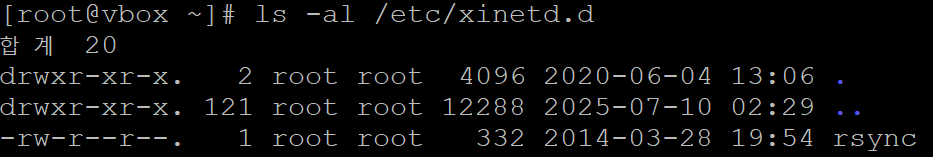 [root@vbox ~]# ls -al /etc/xinetd.d
합계 20
drwxr-xr-x. 2 root root 4096 2020-06-04 13:06 .
drwxr-xr-x. 121 root root 12288 2025-07-10 02:29 ..
-rw-r--r--. 1 root root 332 2014-03-28 19:54 rsync